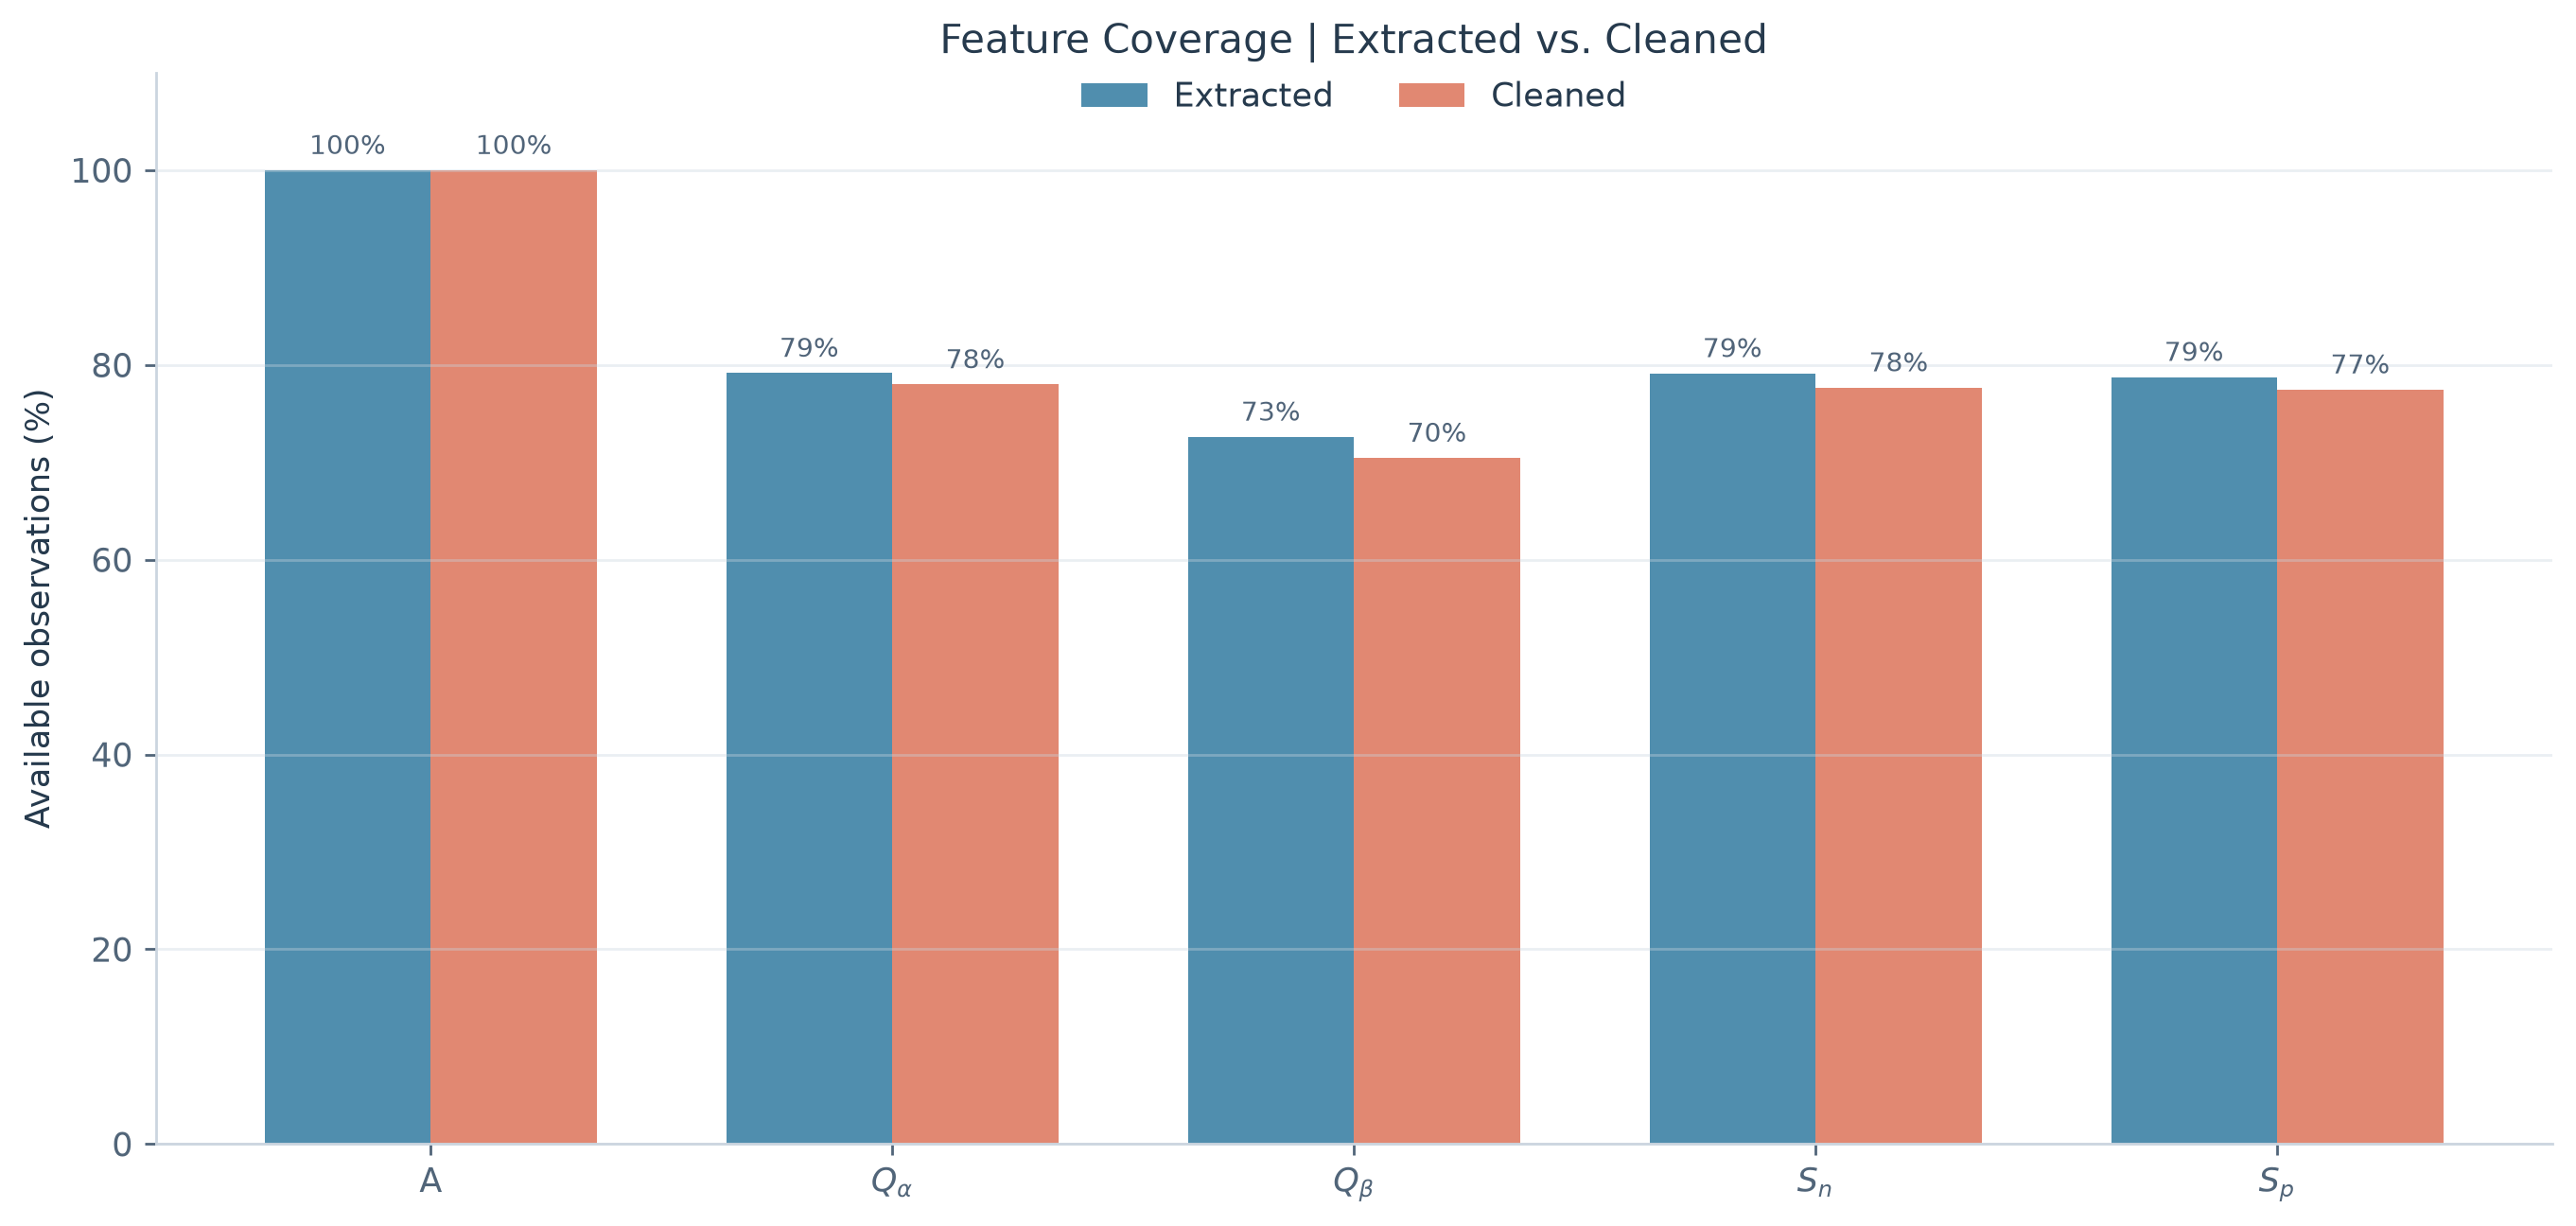 Feature Coverage | Extracted vs. Cleaned
Extracted
Cleaned
Available observations (%)
100
80
60
40
20
0
100%
100%
79%
78%
73%
70%
79%
78%
79%
77%
A
Qα
Qβ
Sn
Sp